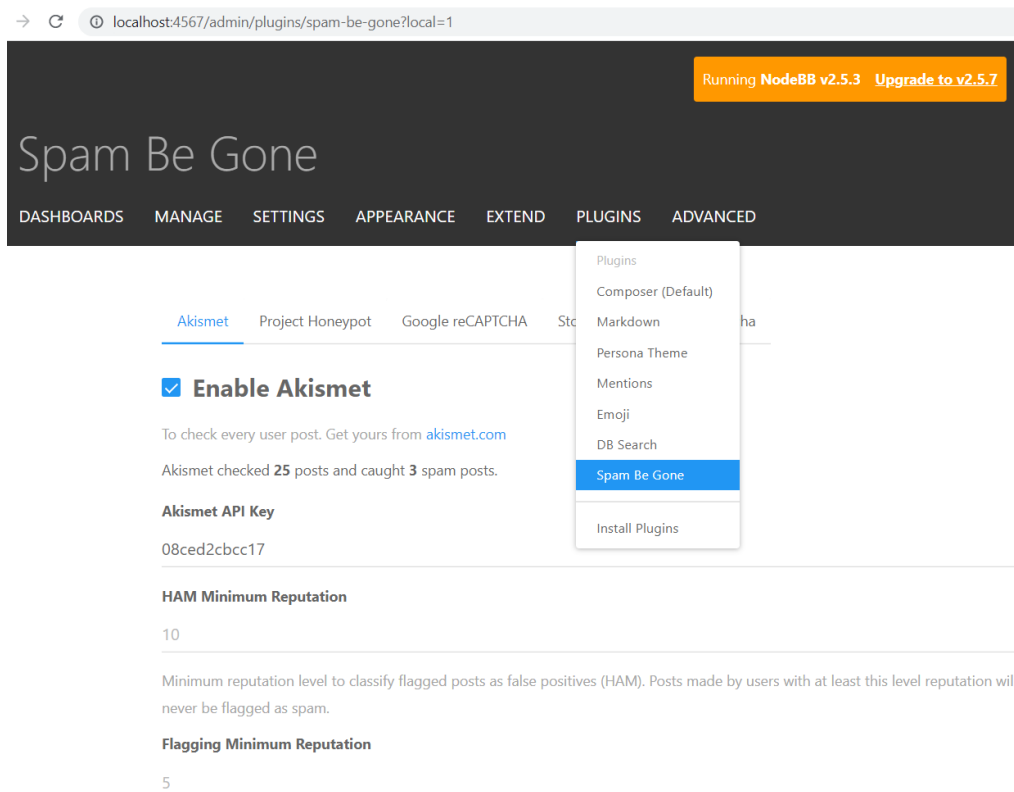 localhost:4567/admin/plugins/spam-be-gone?local=1
Running NodeBB v2.5.3 Upgrade to v2.5.7
Spam Be Gone
DASHBOARDS MANAGE SETTINGS APPEARANCE EXTEND PLUGINS ADVANCED
Plugins
Composer (Default)
Markdown
Persona Theme
Mentions
Emoji
DB Search
Spam Be Gone
Install Plugins
Akismet Project Honeypot Google reCAPTCHA
Enable Akismet
To check every user post. Get yours from akismet.com
Akismet checked 25 posts and caught 3 spam posts.
Akismet API Key
08ced2cbcc17
HAM Minimum Reputation
10
Minimum reputation level to classify flagged posts as false positives (HAM). Posts made by users with at least this level reputation wil
never be flagged as spam.
Flagging Minimum Reputation
5